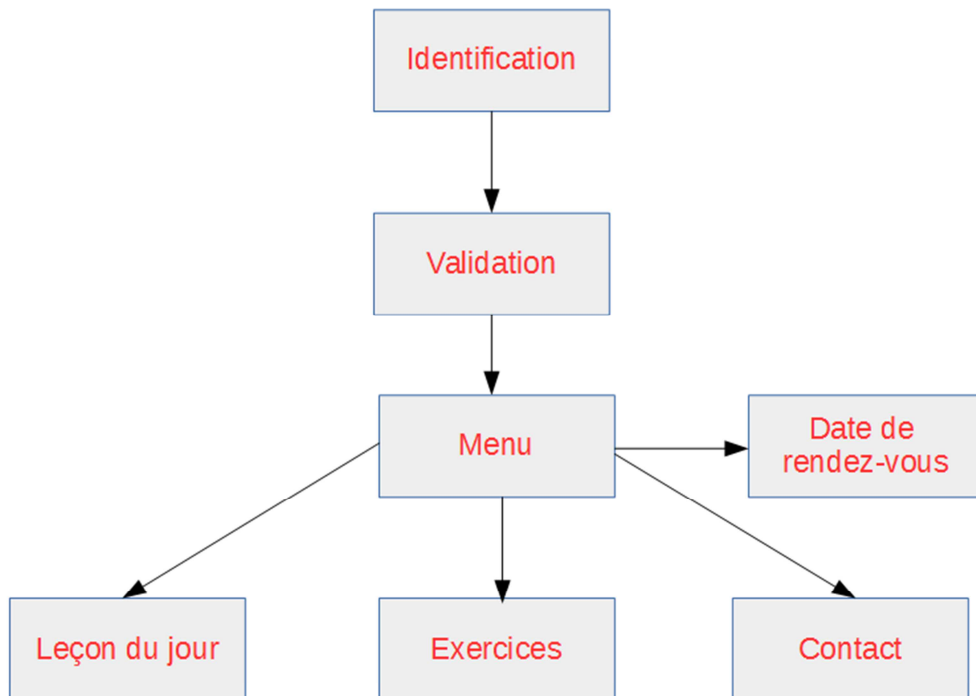 Identification
Validation
Menu
Date de
rendez-vous
Leçon du jour
Exercices
Contact